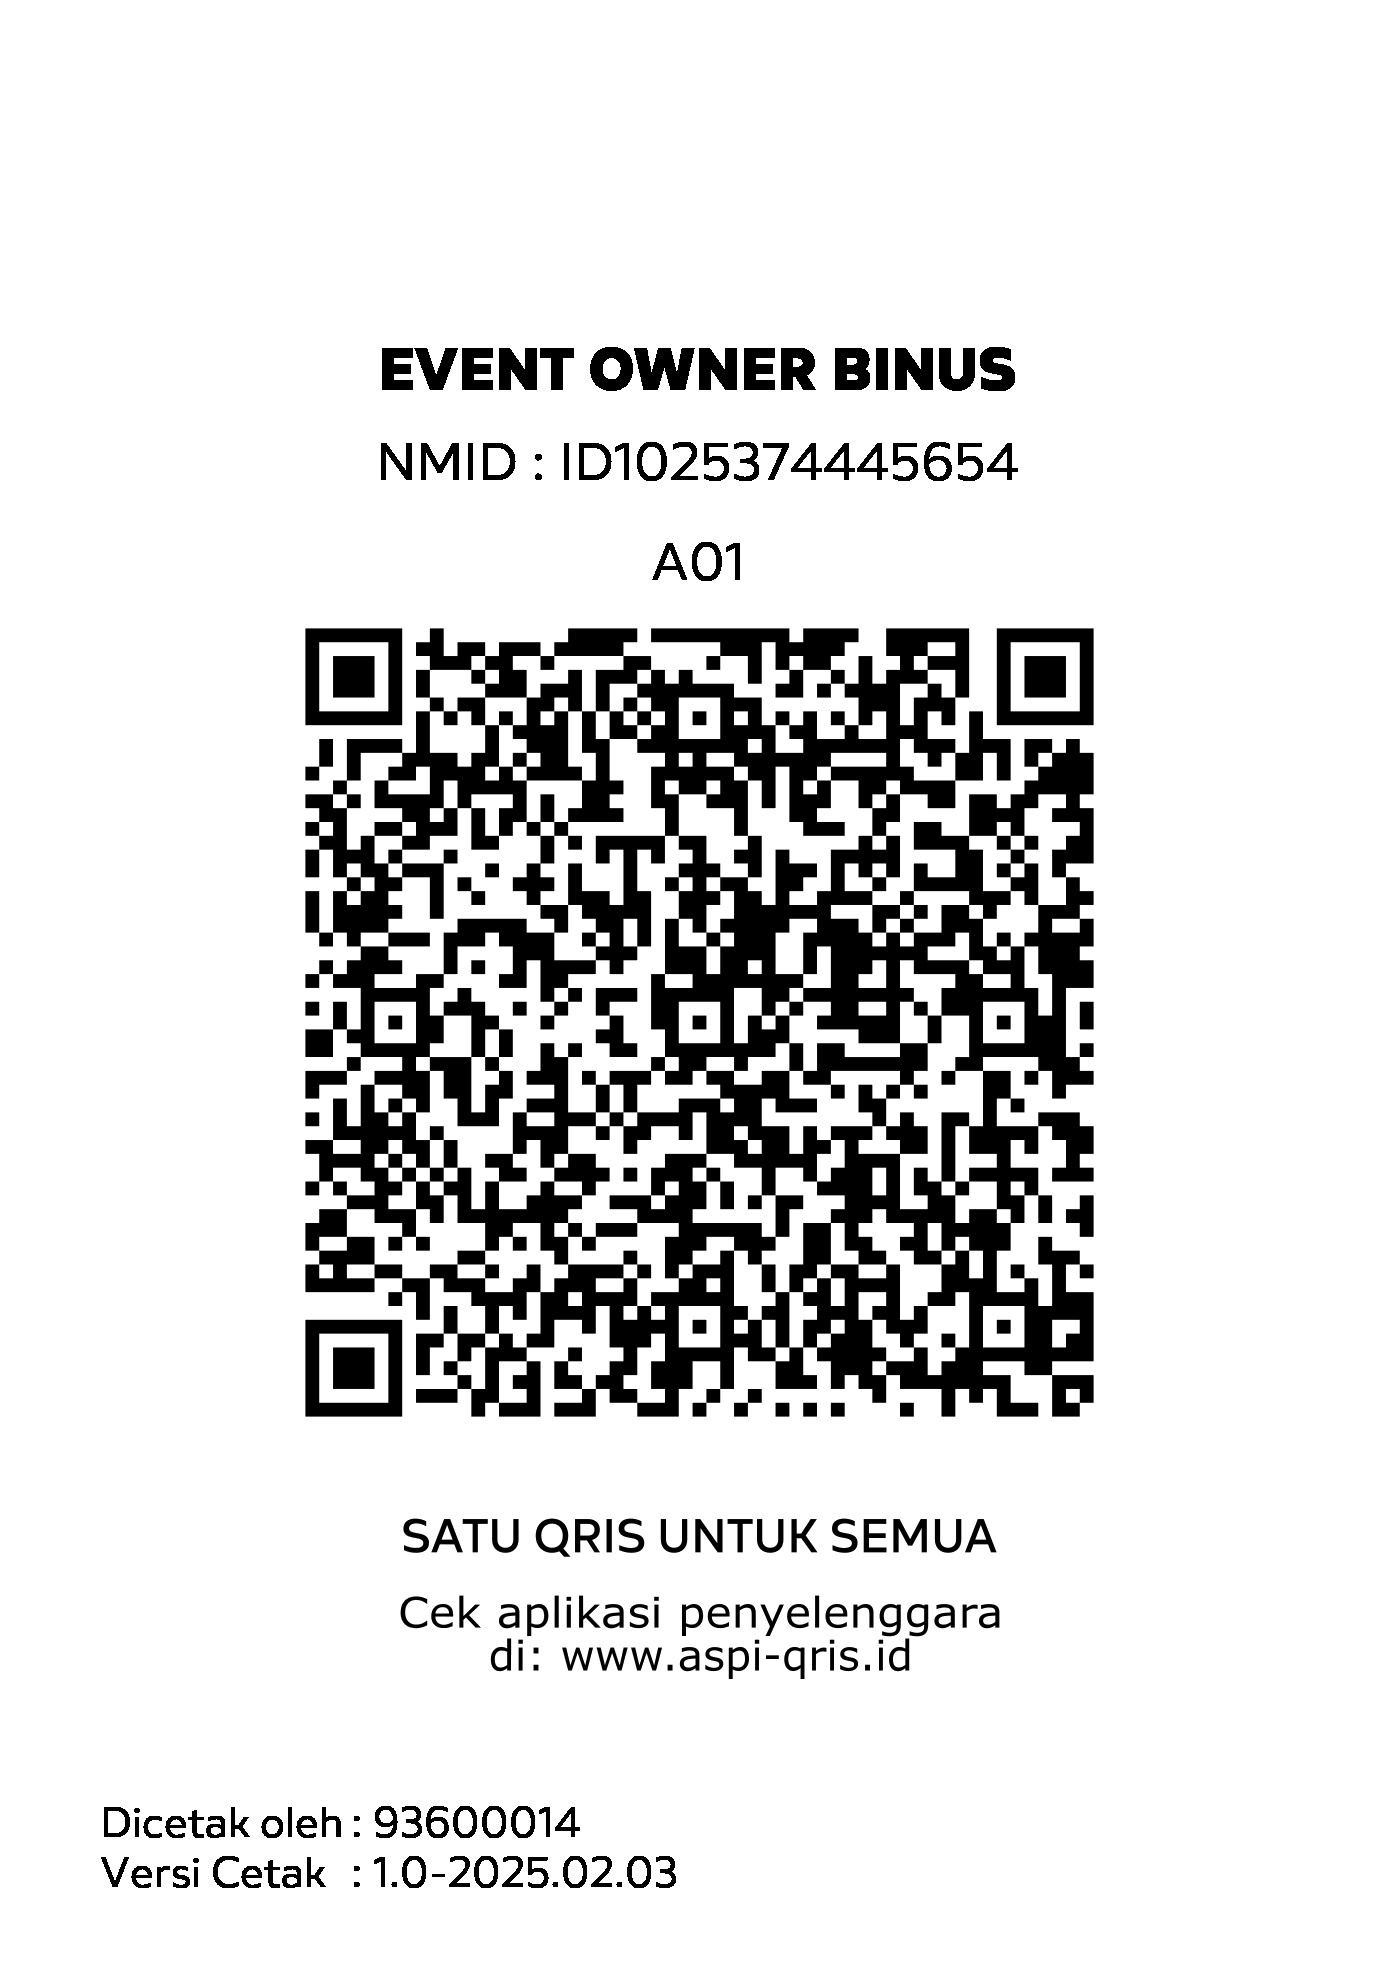 EVENT OWNER BINUS
NMID : ID1025374445654
A01
SATU QRIS UNTUK SEMUA
Cek aplikasi penyelenggara
di: www.aspi-qris.id
Dicetak oleh : 93600014
Versi Cetak : 1.0-2025.02.03